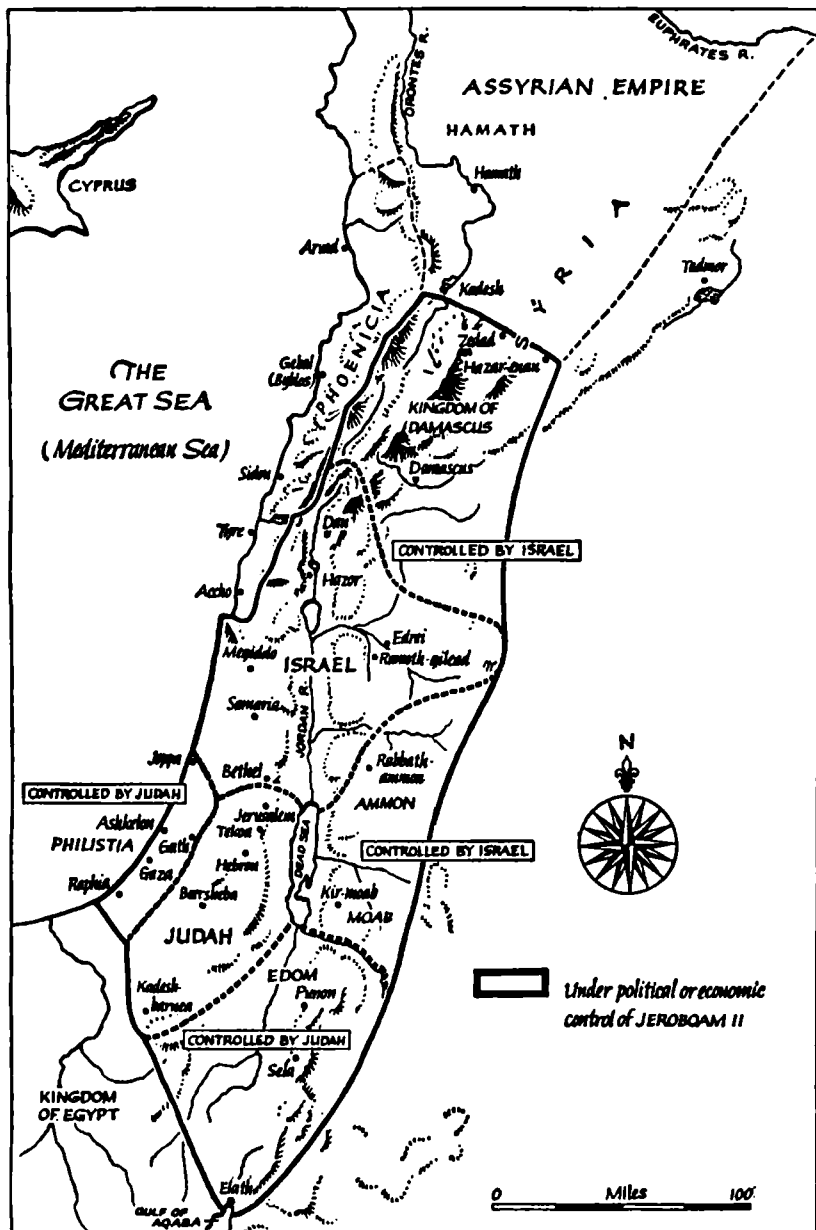 EUPHRATES R.
ORONTES R.
ASSYRIAN EMPIRE
HAMATH
Hamath
CYPRUS
Arvad
SYRIA
Tadmor
Kadesh
PHOENICIA
Zedad
Hazar-enan
Gebal
(Byblos)
THE
GREAT SEA
(Mediterranean Sea)
KINGDOM OF
DAMASCUS
Damascus
Sidon
Tyre
Dan
CONTROLLED BY ISRAEL
Hazor
Accho
Edrei
Ramoth-gilead
Megiddo
ISRAEL
Samaria
JORDAN R.
Joppa
Bethel
Rabbath-
ammon
AMMON
CONTROLLED BY JUDAH
Jerusalem
Tekoa
Ashkelon
PHILISTIA
Gath
Gaza
Hebron
DEAD SEA
CONTROLLED BY ISRAEL
Raphia
Beersheba
Kir-moab
MOAB
JUDAH
N
EDOM
Punon
Kadesh-
barnea
CONTROLLED BY JUDAH
Sela
Under political or economic
control of JEROBOAM II
KINGDOM
OF EGYPT
Elath
GULF OF
AQABA
0 Miles 100